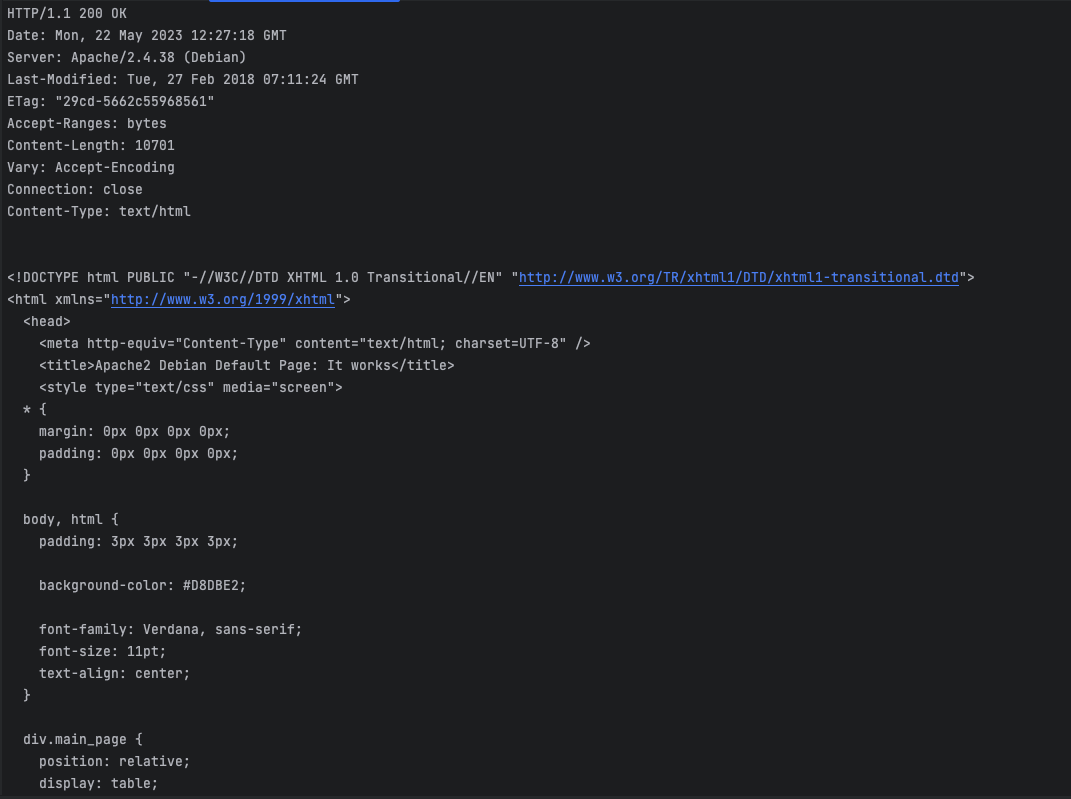 HTTP/1.1 200 OK
Date: Mon, 22 May 2023 12:27:18 GMT
Server: Apache/2.4.38 (Debian)
Last-Modified: Tue, 27 Feb 2018 07:11:24 GMT
ETag: "29cd-5662c55968561"
Accept-Ranges: bytes
Content-Length: 10701
Vary: Accept-Encoding
Connection: close
Content-Type: text/html

<!DOCTYPE html PUBLIC "-//W3C//DTD XHTML 1.0 Transitional//EN" "http://www.w3.org/TR/xhtml1/DTD/xhtml1-transitional.dtd">
<html xmlns="http://www.w3.org/1999/xhtml">
  <head>
    <meta http-equiv="Content-Type" content="text/html; charset=UTF-8" />
    <title>Apache2 Debian Default Page: It works</title>
    <style type="text/css" media="screen">
  * {
    margin: 0px 0px 0px 0px;
    padding: 0px 0px 0px 0px;
  }

  body, html {
    padding: 3px 3px 3px 3px;

    background-color: #D8DBE2;

    font-family: Verdana, sans-serif;
    font-size: 11pt;
    text-align: center;
  }

  div.main_page {
    position: relative;
    display: table;